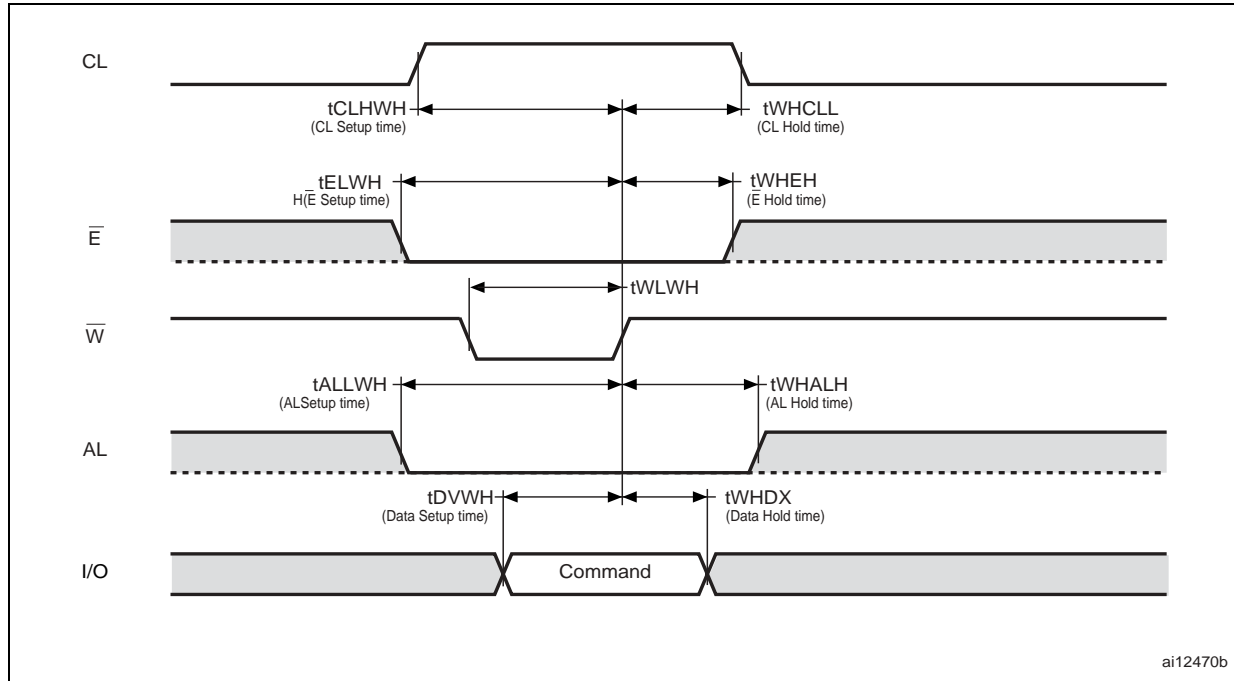 CL
tCLHWH
(CL Setup time)
tWHCLL
(CL Hold time)
tELWH
H(E̅ Setup time)
tWHEH
(E̅ Hold time)
E̅
tWLWH
W̅
tALLWH
(ALSetup time)
tWHALH
(AL Hold time)
AL
tDVWH
(Data Setup time)
tWHDX
(Data Hold time)
I/O
Command
ai12470b